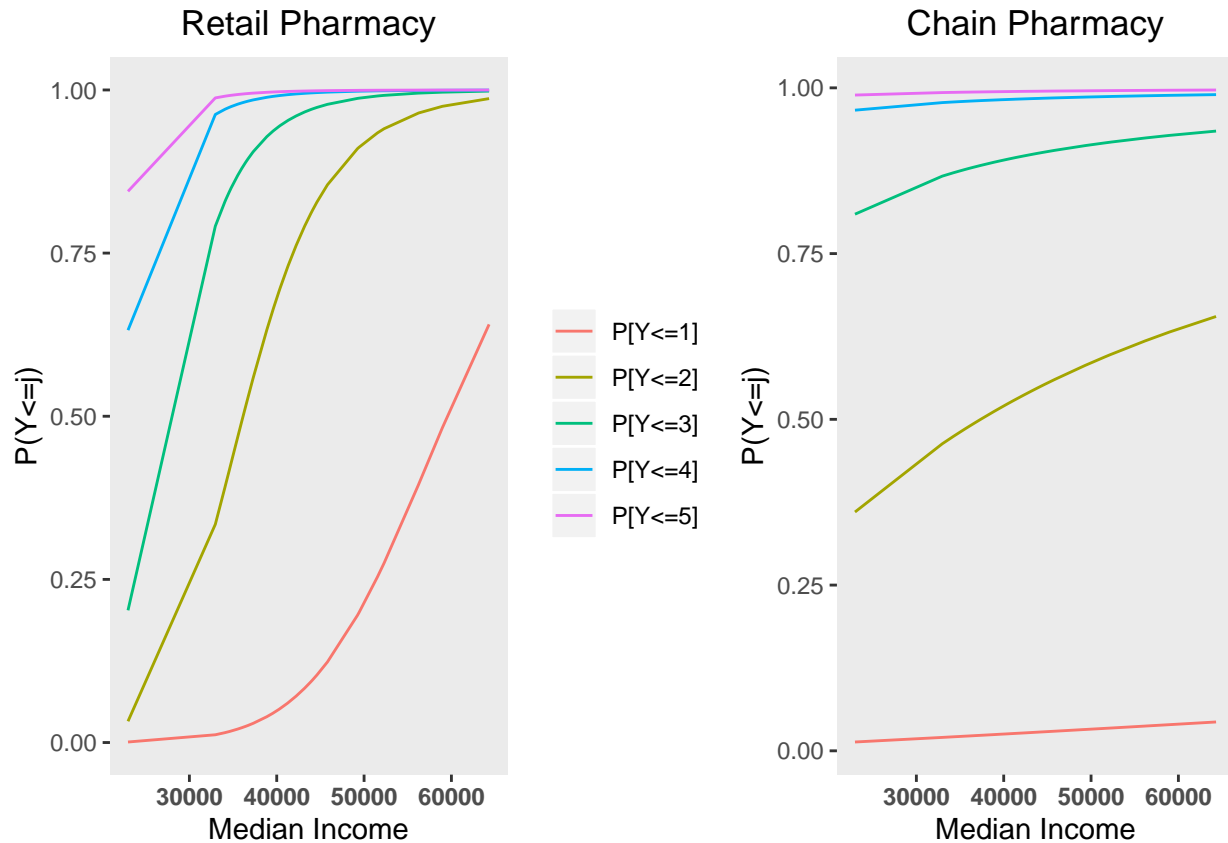 Retail Pharmacy
P(Y<=j)
1.00
0.75
0.50
0.25
0.00
30000 40000 50000 60000
Median Income
P[Y<=1]
P[Y<=2]
P[Y<=3]
P[Y<=4]
P[Y<=5]
Chain Pharmacy
P(Y<=j)
1.00
0.75
0.50
0.25
0.00
30000 40000 50000 60000
Median Income